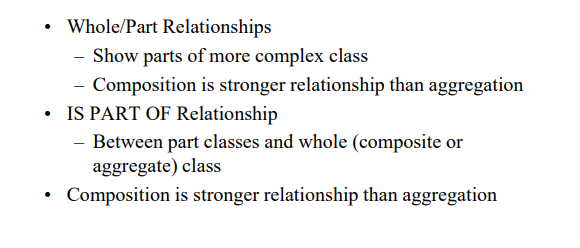 • Whole/Part Relationships
– Show parts of more complex class
– Composition is stronger relationship than aggregation
• IS PART OF Relationship
– Between part classes and whole (composite or
aggregate) class
• Composition is stronger relationship than aggregation